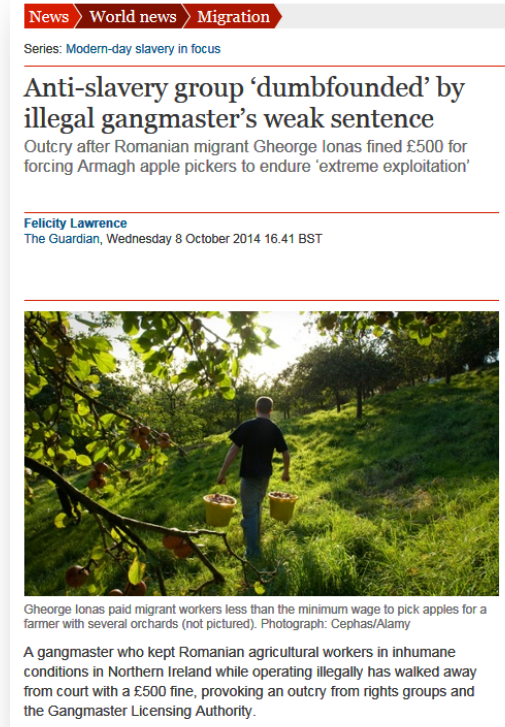 News World news Migration
Series: Modern-day slavery in focus
Anti-slavery group ‘dumbfounded’ by
illegal gangmaster’s weak sentence
Outcry after Romanian migrant Gheorge Ionas fined £500 for
forcing Armagh apple pickers to endure ‘extreme exploitation’
Felicity Lawrence
The Guardian, Wednesday 8 October 2014 16.41 BST
Gheorge Ionas paid migrant workers less than the minimum wage to pick apples for a
farmer with several orchards (not pictured). Photograph: Cephas/Alamy
A gangmaster who kept Romanian agricultural workers in inhumane
conditions in Northern Ireland while operating illegally has walked away
from court with a £500 fine, provoking an outcry from rights groups and
the Gangmaster Licensing Authority.